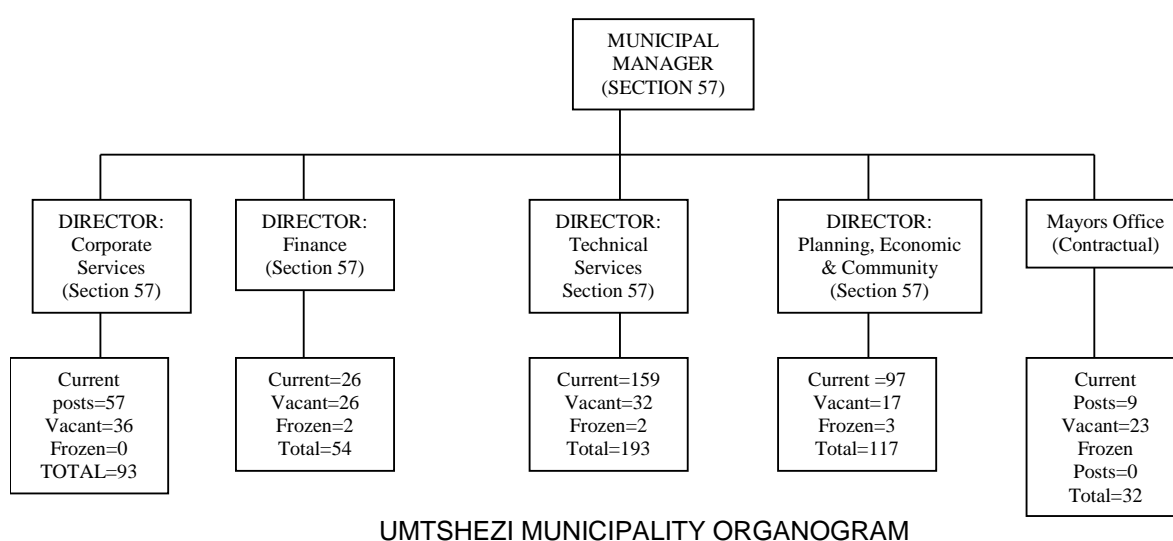 MUNICIPAL
MANAGER
(SECTION 57)
DIRECTOR:
Corporate
Services
(Section 57)
DIRECTOR:
Finance
(Section 57)
DIRECTOR:
Technical
Services
Section 57)
DIRECTOR:
Planning, Economic
& Community
(Section 57)
Mayors Office
(Contractual)
Current
posts=57
Vacant=36
Frozen=0
TOTAL=93
Current=26
Vacant=26
Frozen=2
Total=54
Current=159
Vacant=32
Frozen=2
Total=193
Current =97
Vacant=17
Frozen=3
Total=117
Current
Posts=9
Vacant=23
Frozen
Posts=0
Total=32
UMTSHEZI MUNICIPALITY ORGANOGRAM